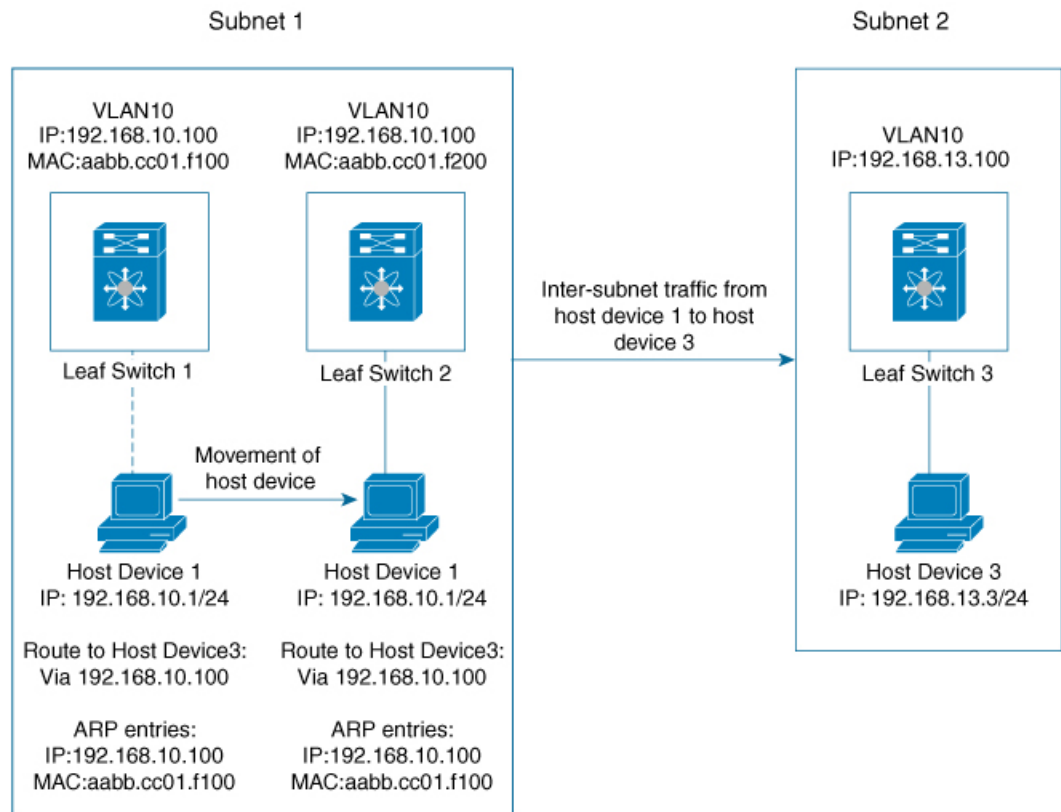 Subnet 1
Subnet 2
VLAN10
IP:192.168.10.100
MAC:aabb.cc01.f100
VLAN10
IP:192.168.10.100
MAC:aabb.cc01.f200
VLAN10
IP:192.168.13.100
Leaf Switch 1
Leaf Switch 2
Inter-subnet traffic from
host device 1 to host
device 3
Leaf Switch 3
Movement of
host device
Host Device 1
IP: 192.168.10.1/24
Host Device 1
IP: 192.168.10.1/24
Host Device 3
IP: 192.168.13.3/24
Route to Host Device3:
Via 192.168.10.100
Route to Host Device3:
Via 192.168.10.100
ARP entries:
IP:192.168.10.100
MAC:aabb.cc01.f100
ARP entries:
IP:192.168.10.100
MAC:aabb.cc01.f100